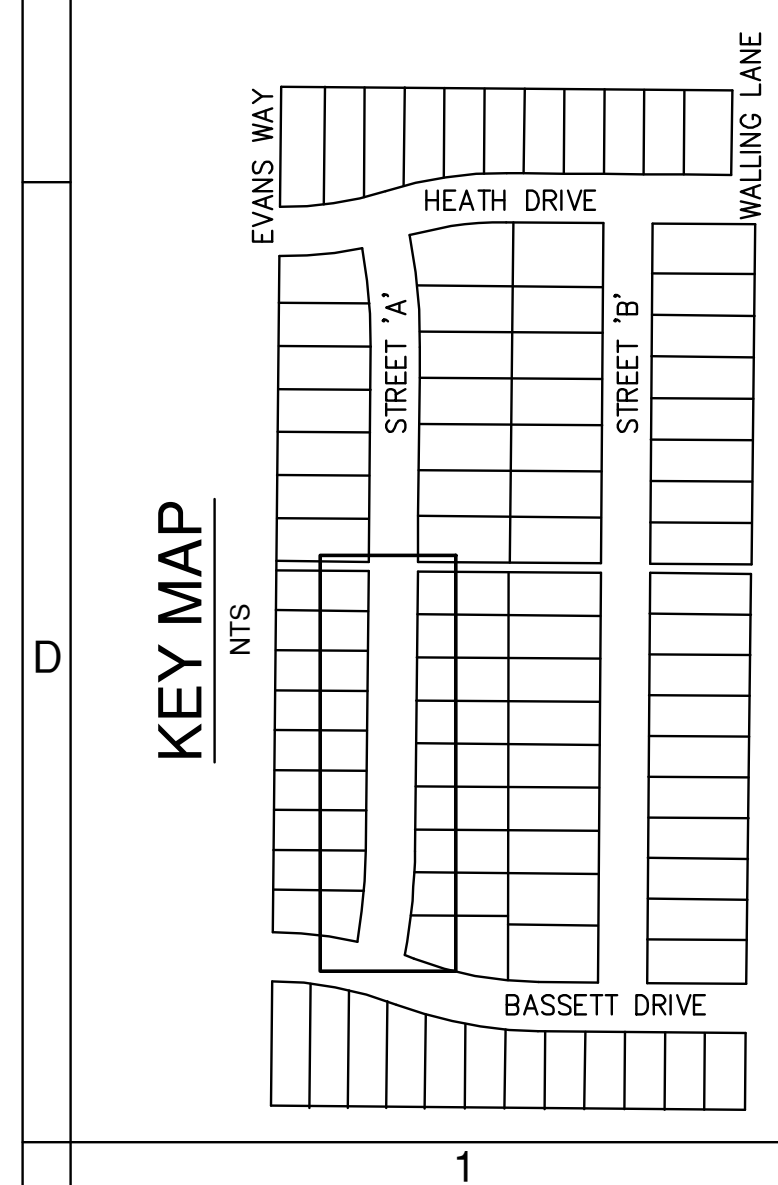 EVANS WAY
WALLING LANE
HEATH DRIVE
STREET 'A'
STREET 'B'
KEY MAP
NTS
D
BASSETT DRIVE
1